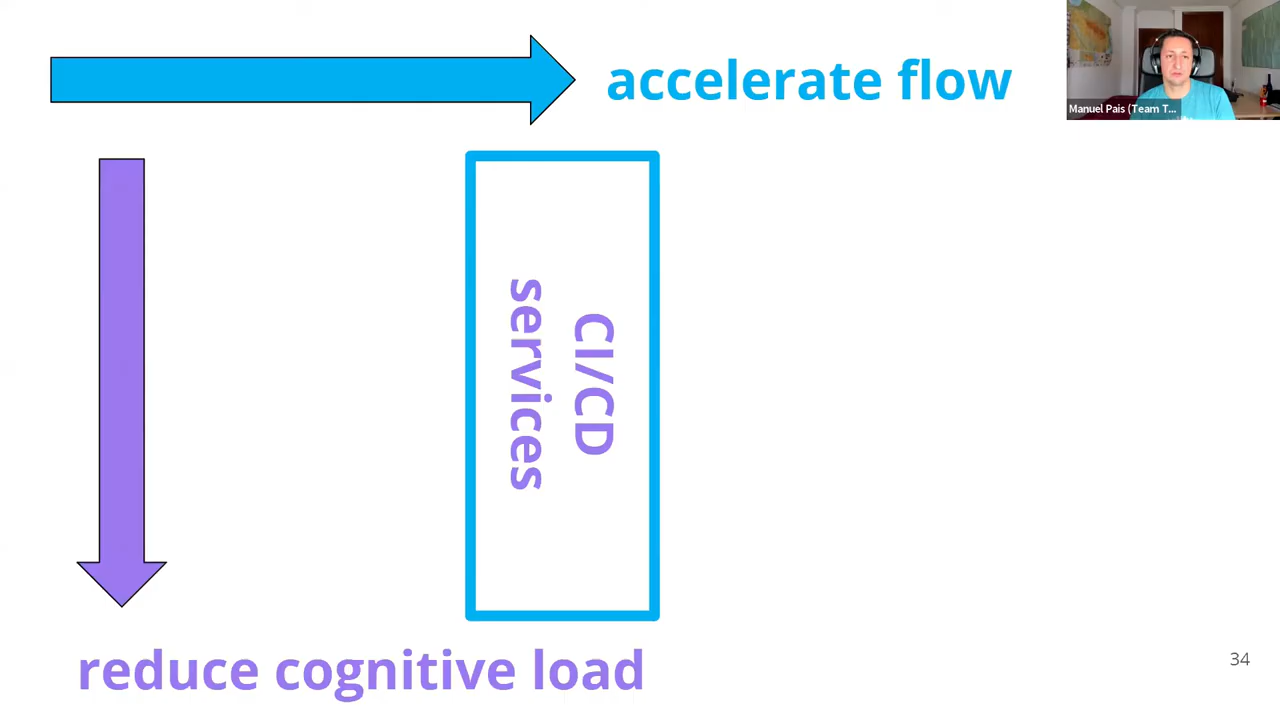 accelerate flow
Manuel Pais (Team T...
CI/CD
services
reduce cognitive load
34